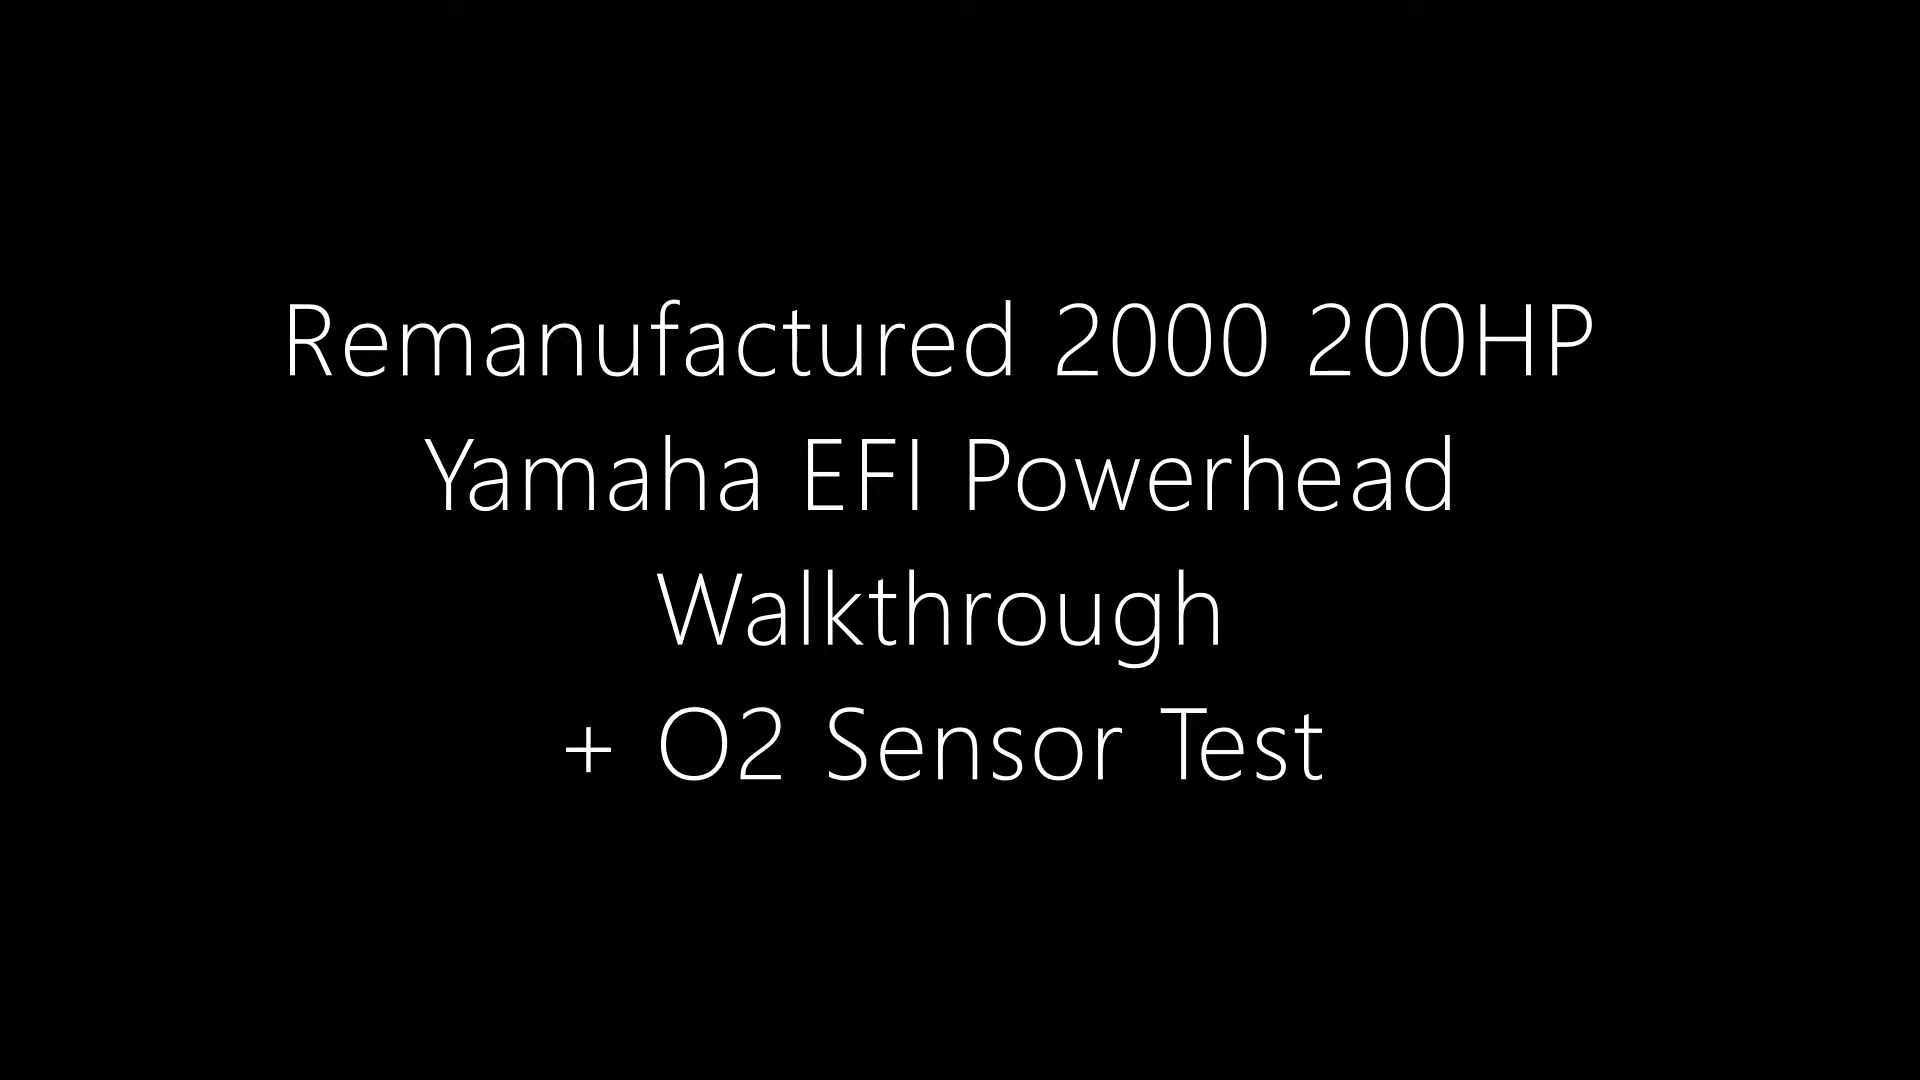 Remanufactured 2000 200HP
Yamaha EFI Powerhead
Walkthrough
+ O2 Sensor Test